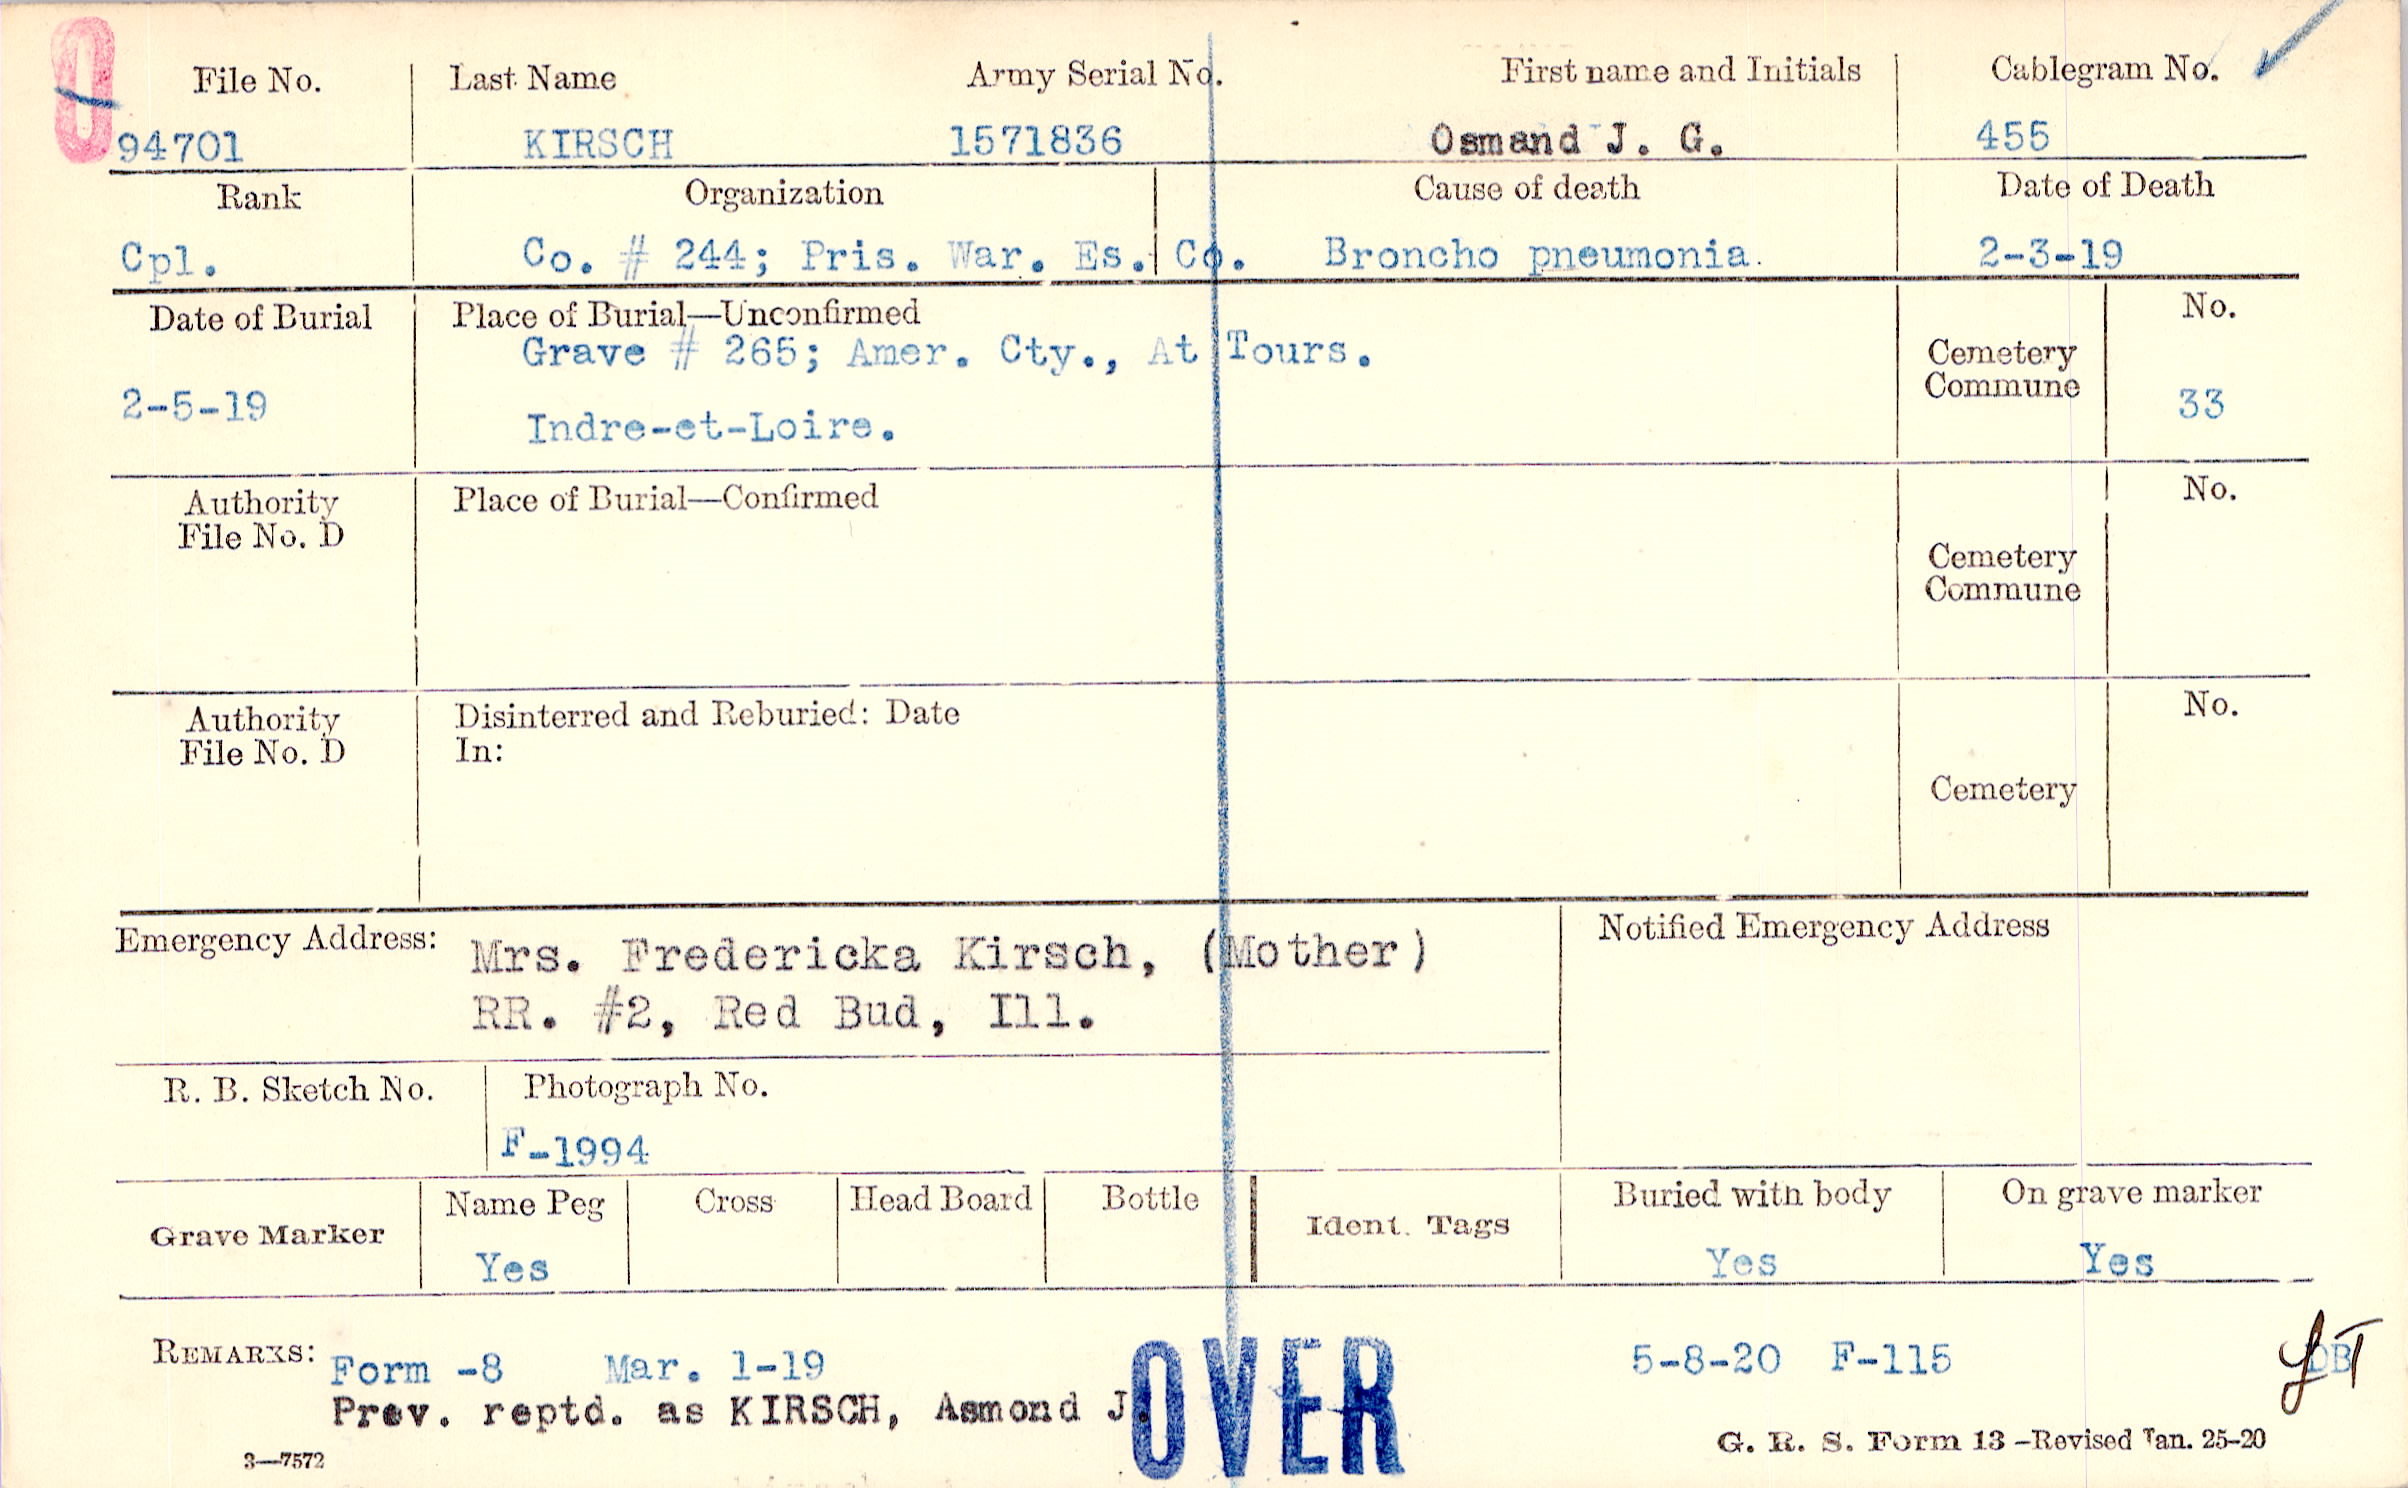 0
File No. Last Name Army Serial No. First name and Initials Cablegram No.
94701 KIRSCH 1571836 Osmand J. G. 455
Rank Organization Cause of death Date of Death
Cpl. Co. # 244; Pris. War. Es. Co. Broncho pneumonia. 2-3-19
Date of Burial Place of Burial—Unconfirmed No.
Grave # 265; Amer. Cty., At Tours. Cemetery
Commune
2-5-19 33
Indre-et-Loire.
Authority Place of Burial—Confirmed No.
File No. D
Cemetery
Commune
Authority Disinterred and Reburied: Date No.
File No. D In:
Cemetery
Emergency Address: Mrs. Fredericka Kirsch, (Mother) Notified Emergency Address
RR. #2, Red Bud, Ill.
R. B. Sketch No. Photograph No.
F-1994
Grave Marker Name Peg Cross Head Board Bottle Ident. Tags Buried with body On grave marker
Yes Yes Yes
REMARKS: Form -8 Mar. 1-19 OVER 5-8-20 F-115
Prev. reptd. as KIRSCH, Asmond J.
3—7572 G. R. S. Form 13 -Revised Jan. 25-20